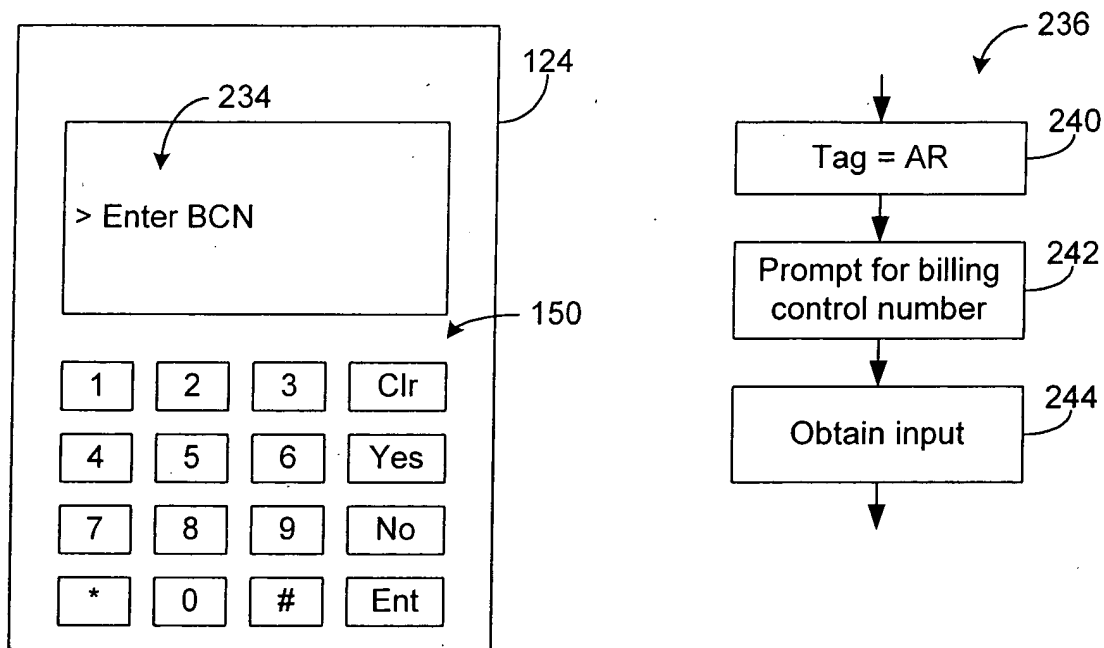 124
234
> Enter BCN
150
1 2 3 Clr
4 5 6 Yes
7 8 9 No
* 0 # Ent
236
240
Tag = AR
242
Prompt for billing
control number
244
Obtain input